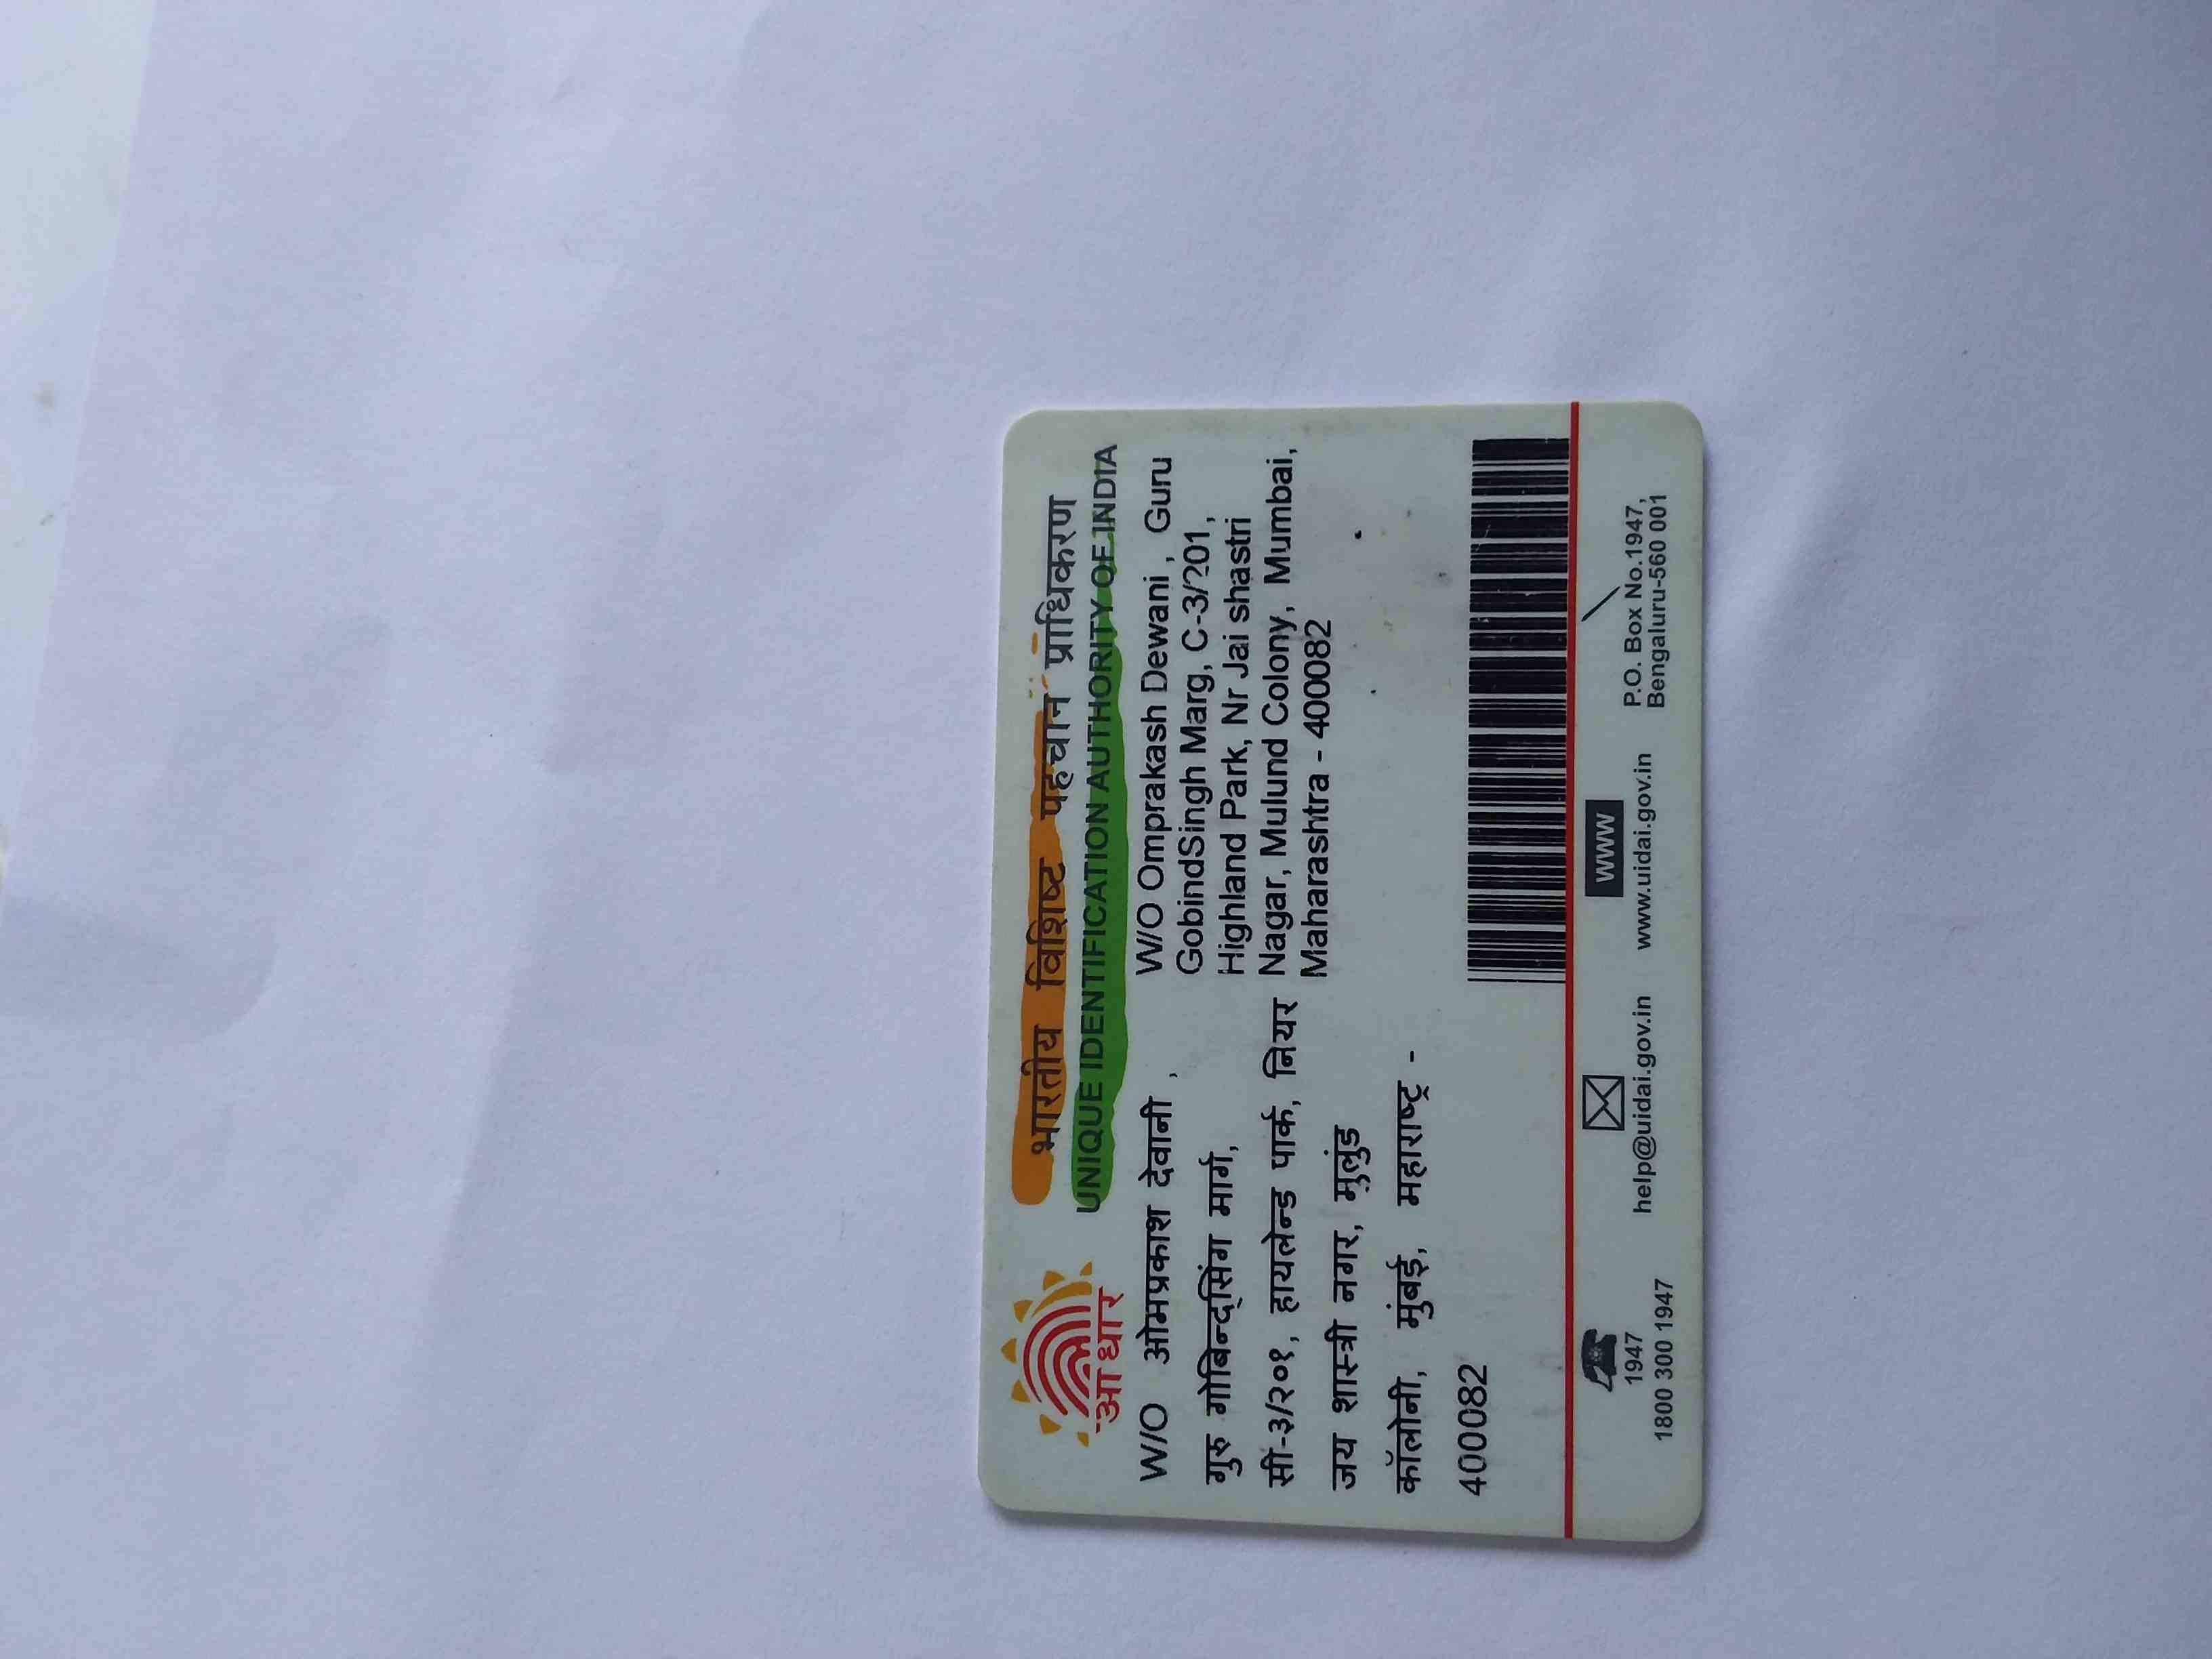 भारतीय विशिष्ट पहचान प्राधिकरण
UNIQUE IDENTIFICATION AUTHORITY OF INDIA
आधार
W/O ओमप्रकाश देवानी ,
गुरु गोबिन्दसिंग मार्ग,
सी-३/२०१, हायलेन्ड पार्क, नियर
जय शास्त्री नगर, मुलुंड
कॉलोनी, मुंबई, महाराष्ट्र -
400082
W/O Omprakash Dewani , Guru
GobindSingh Marg, C-3/201,
Highland Park, Nr Jai shastri
Nagar, Mulund Colony, Mumbai,
Maharashtra - 400082
1947
1800 300 1947
help@uidai.gov.in
WWW
www.uidai.gov.in
P.O. Box No.1947,
Bengaluru-560 001